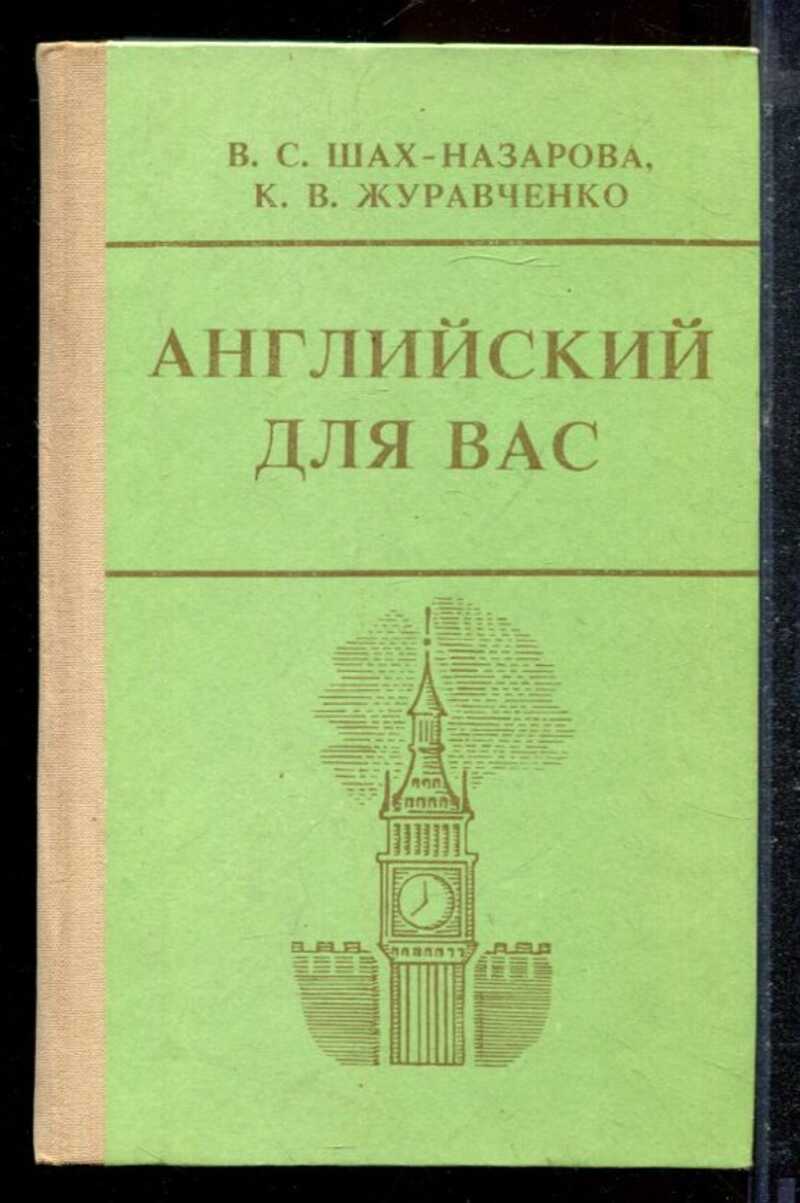 В. С. ШАХ-НАЗАРОВА,
К. В. ЖУРАВЧЕНКО
АНГЛИЙСКИЙ
ДЛЯ ВАС